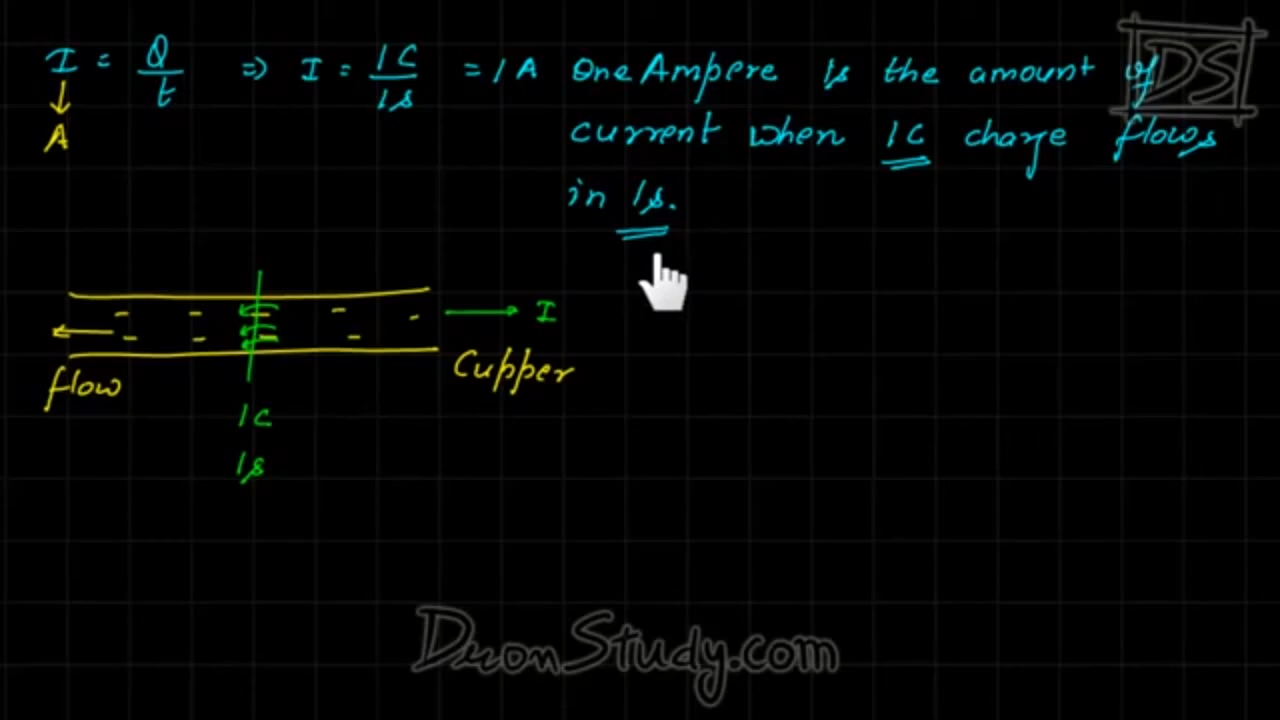 I = Q/t ⇒ I = 1C/1s = 1A One Ampere is the amount of
A
current when 1C charge flows
in 1s.
I
Cupper
flow
1C
1s
DronStudy.com
DS